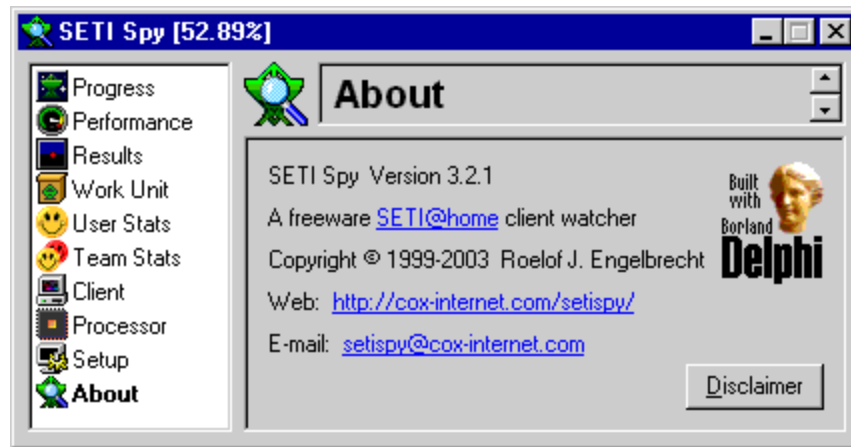 SETI Spy [52.89%]
Progress
Performance
Results
Work Unit
User Stats
Team Stats
Client
Processor
Setup
About
About
SETI Spy Version 3.2.1
A freeware SETI@home client watcher
Copyright © 1999-2003 Roelof J. Engelbrecht
Web: http://cox-internet.com/setispy/
E-mail: setispy@cox-internet.com
Built
with
Borland
Delphi
Disclaimer